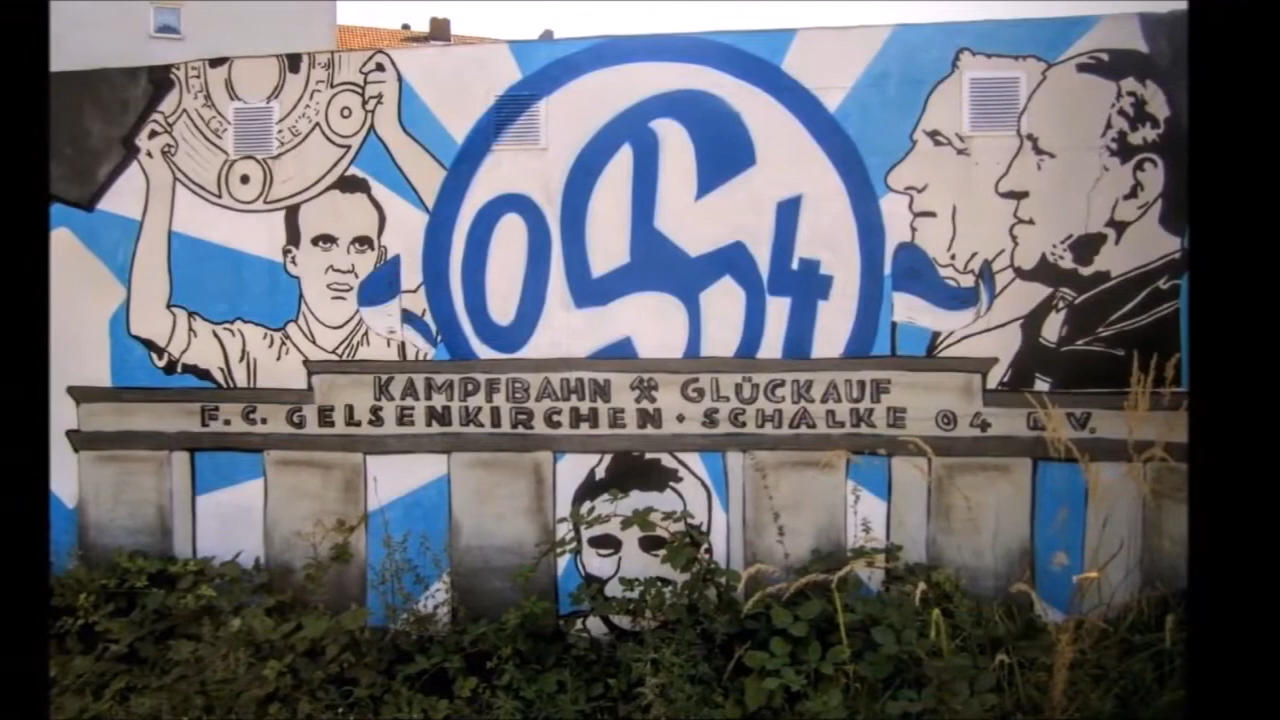 04
S
KAMPFBAHN ⚒ GLÜCKAUF
F.C. GELSENKIRCHEN · SCHALKE 04 E.V.